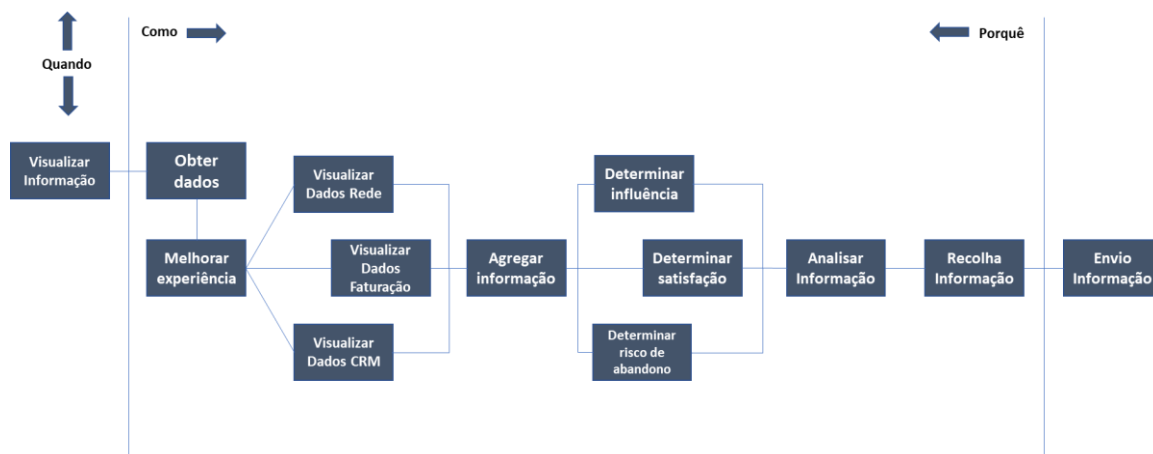 Como
Porquê
Quando
Visualizar
Informação
Obter
dados
Melhorar
experiência
Visualizar
Dados Rede
Visualizar
Dados
Faturação
Visualizar
Dados CRM
Agregar
informação
Determinar
influência
Determinar
satisfação
Determinar
risco de
abandono
Analisar
Informação
Recolha
Informação
Envio
Informação